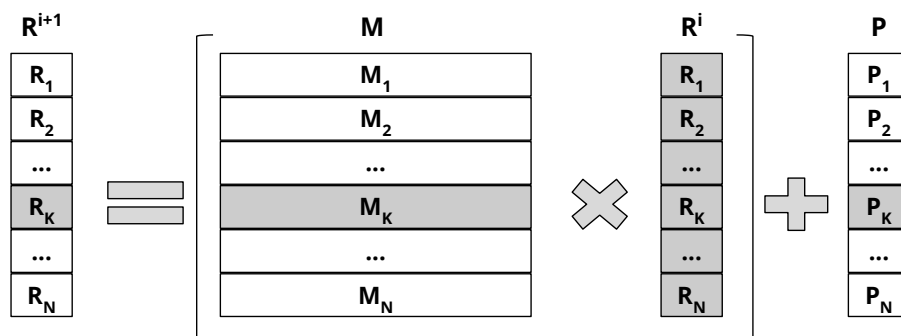 R^{i+1} M R^i P
R_1 M_1 R_1 P_1
R_2 M_2 R_2 P_2
... ... ... ...
R_K M_K R_K P_K
... ... ... ...
R_N M_N R_N P_N